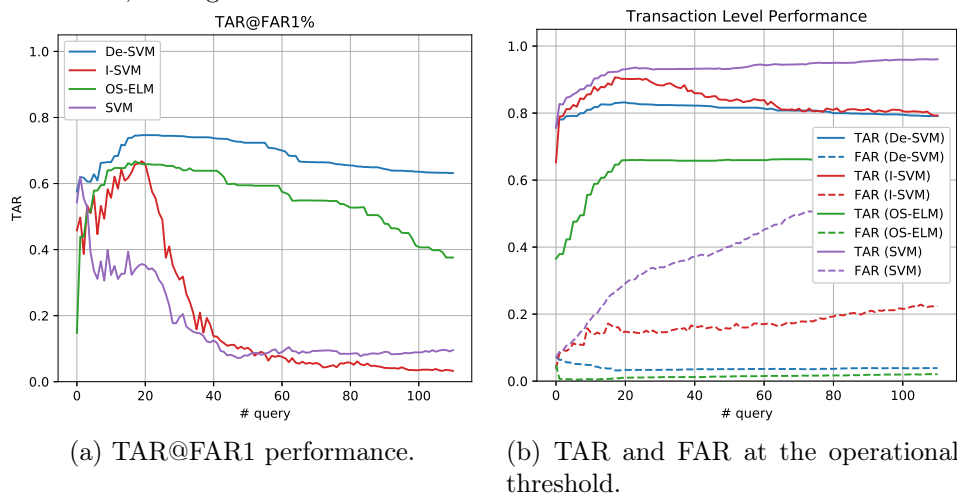 TAR@FAR1%
1.0
0.8
0.6
0.4
0.2
0.0
TAR
De-SVM
I-SVM
OS-ELM
SVM
0 20 40 60 80 100
# query
(a) TAR@FAR1 performance.
Transaction Level Performance
1.0
0.8
0.6
0.4
0.2
0.0
TAR (De-SVM)
FAR (De-SVM)
TAR (I-SVM)
FAR (I-SVM)
TAR (OS-ELM)
FAR (OS-ELM)
TAR (SVM)
FAR (SVM)
0 20 40 60 80 100
# query
(b) TAR and FAR at the operational
threshold.